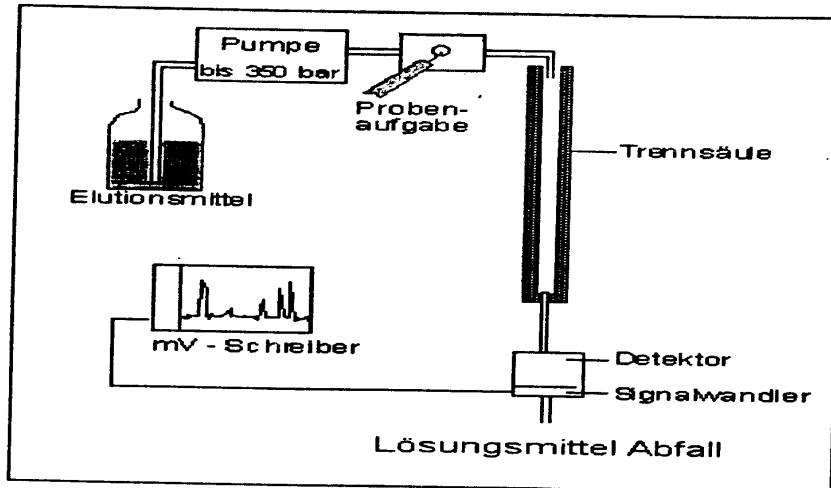 Pumpe
bis 350 bar
Proben-
aufgabe
Trennsäule
Elutionsmittel
mV - Schreiber
Detektor
Signalwandler
Lösungsmittel Abfall